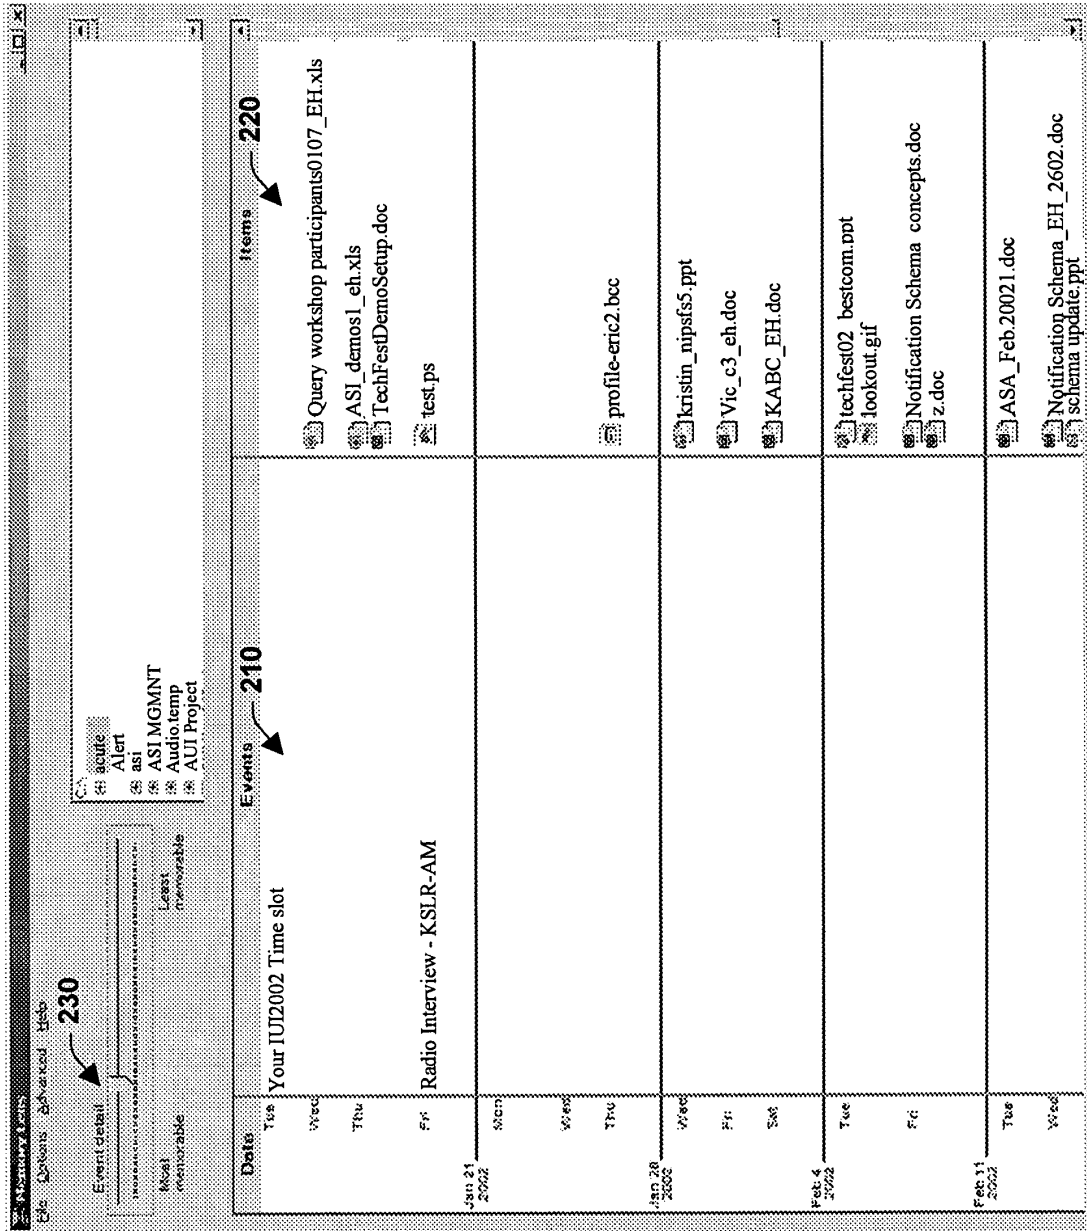 Memory Lens
File Options Advanced Help
230
Event detail
Most memorable
Least memorable
C:\
acute
Alert
asi
ASI MGMNT
Audio.temp
AUI Project
Date Events 210 Items 220
Tue Your IUI2002 Time slot
Wed Query workshop participants0107_EH.xls
Thu ASI_demos1_eh.xls
TechFestDemoSetup.doc
Fri Radio Interview - KSLR-AM test.ps
Jan 21 2002
Mon
Wed
Thu profile-eric2.bcc
Jan 28 2002
Wed kristin_nipsfs5.ppt
Fri Vic_c3_eh.doc
Sat KABC_EH.doc
Feb 4 2002
Tue techfest02 bestcom.ppt
lookout.gif
Fri Notification Schema concepts.doc
z.doc
Feb 11 2002
Tue ASA_Feb.20021.doc
Wed Notification Schema_EH_2602.doc
schema update.ppt